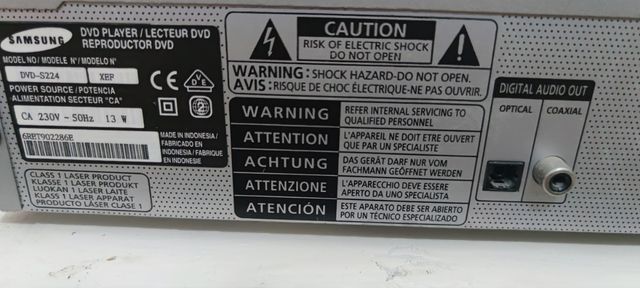 SAMSUNG
DVD PLAYER / LECTEUR DVD
REPRODUCTOR DVD
MODEL NO/ MODÈLE N°/ MODELO N°
DVD-S224 XEF
POWER SOURCE / POTENCIA
ALIMENTATION SECTEUR "CA"
CA 230V ~ 50Hz 13 W
6RET902286E
MADE IN INDONESIA/
FABRICADO EN
INDONESIA / FABRIQUE
EN INDONESIE
CLASS 1 LASER PRODUCT
KLASSE 1 LASER PRODUKT
LUOKAN 1 LASER LAITE
KLASS 1 LASER APPARAT
PRODUCTO LÁSER CLASE 1
CAUTION
RISK OF ELECTRIC SHOCK
DO NOT OPEN
WARNING : SHOCK HAZARD-DO NOT OPEN.
AVIS : RISQUE DE CHOC ÉLECTRIQUE-NE PAS OUVRIR.
WARNING REFER INTERNAL SERVICING TO
QUALIFIED PERSONNEL
ATTENTION L'APPAREIL NE DOIT ETRE OUVERT
QUE PAR UN SPECIALISTE
ACHTUNG DAS GERÄT DARF NUR VOM
FACHMANN GEÖFFNET WERDEN
ATTENZIONE L'APPARECCHIO DEVE ESSERE
APERTO DA UNO SPECIALISTA
ATENCIÓN ESTE APARATO DEBE SER ABIERTO
POR UN TÉCNICO ESPECIALIZADO
DIGITAL AUDIO OUT
OPTICAL COAXIAL